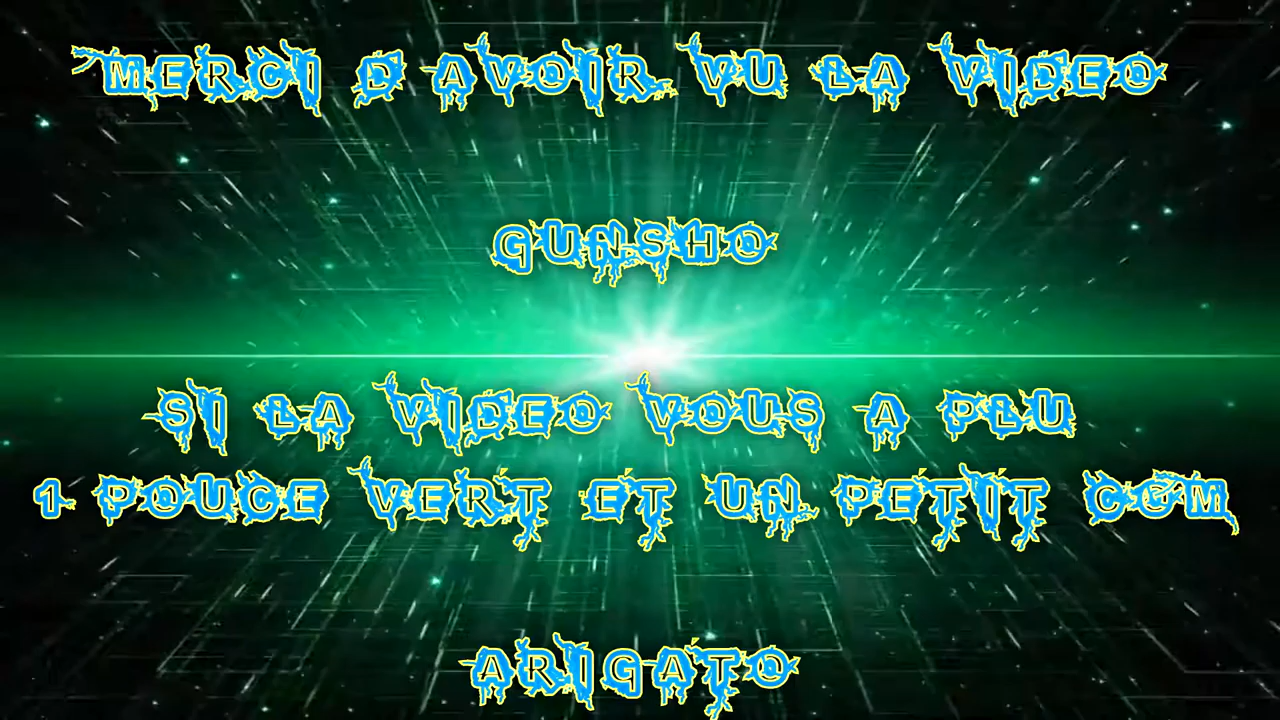 MERCI D AVOIR VU LA VIDEO
GUNSHO
SI LA VIDEO VOUS A PLU
1 POUCE VERT ET UN PETIT COM
ARIGATO